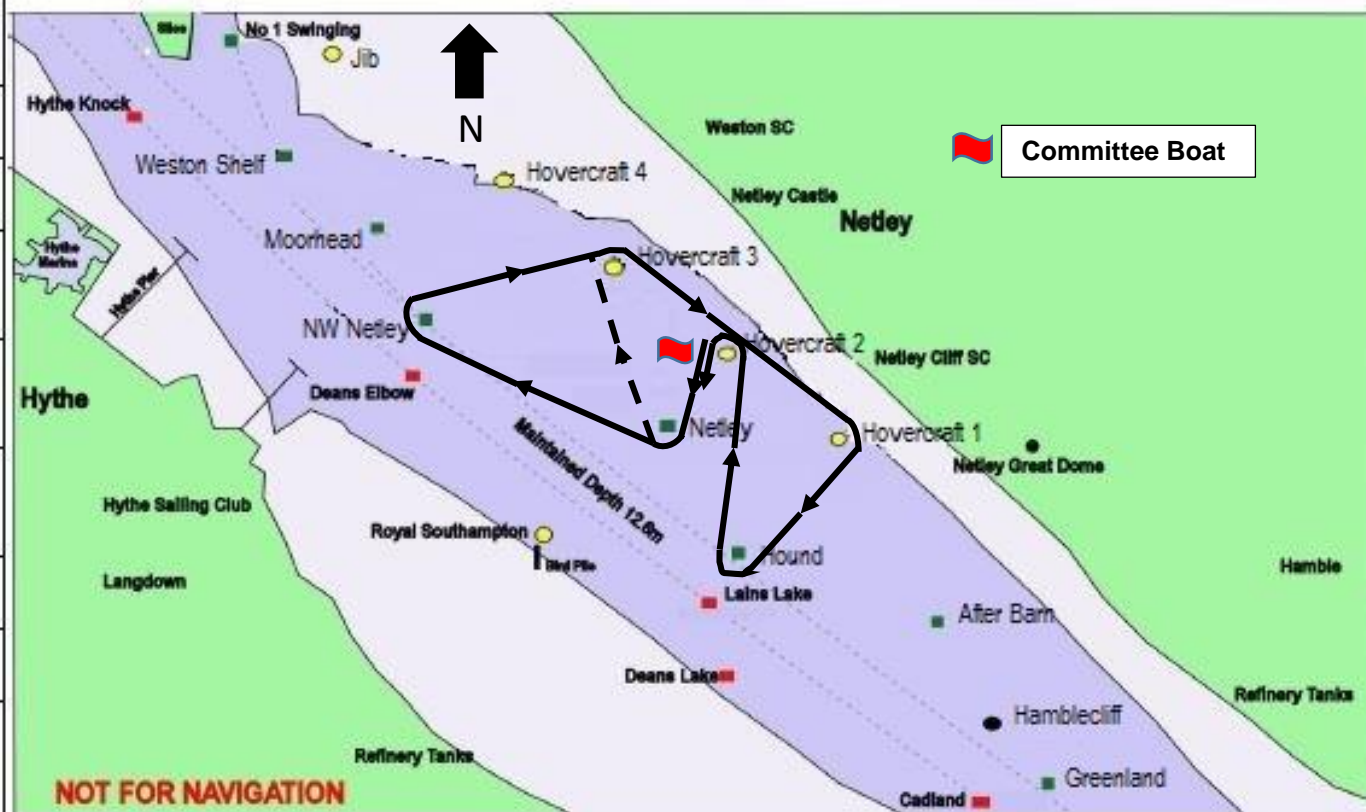 Silos
No 1 Swinging
Jib
Hythe Knock
Weston SC
Committee Boat
N
Weston Shelf
Hovercraft 4
Netley Castle
Netley
Moorhead
Hythe
Marina
Hovercraft 3
Hythe Pier
NW Netley
Hovercraft 2
Netley Cliff SC
Deans Elbow
Hythe
Netley
Hovercraft 1
Maintained Depth 12.6m
Netley Great Dome
Hythe Sailing Club
Royal Southampton
Hound
Hamble
Langdown
Lains Lake
After Barn
Deans Lake
Refinery Tanks
Hamblecliff
Refinery Tanks
Greenland
NOT FOR NAVIGATION
Cadland